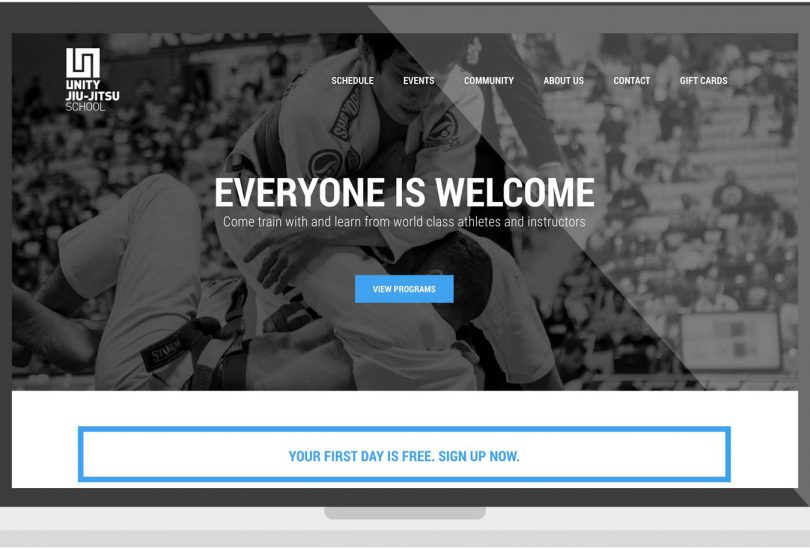 UNITY
JIU-JITSU
SCHOOL
SCHEDULE EVENTS COMMUNITY ABOUT US CONTACT GIFT CARDS
EVERYONE IS WELCOME
Come train with and learn from world class athletes and instructors
VIEW PROGRAMS
STORM
YOUR FIRST DAY IS FREE. SIGN UP NOW.